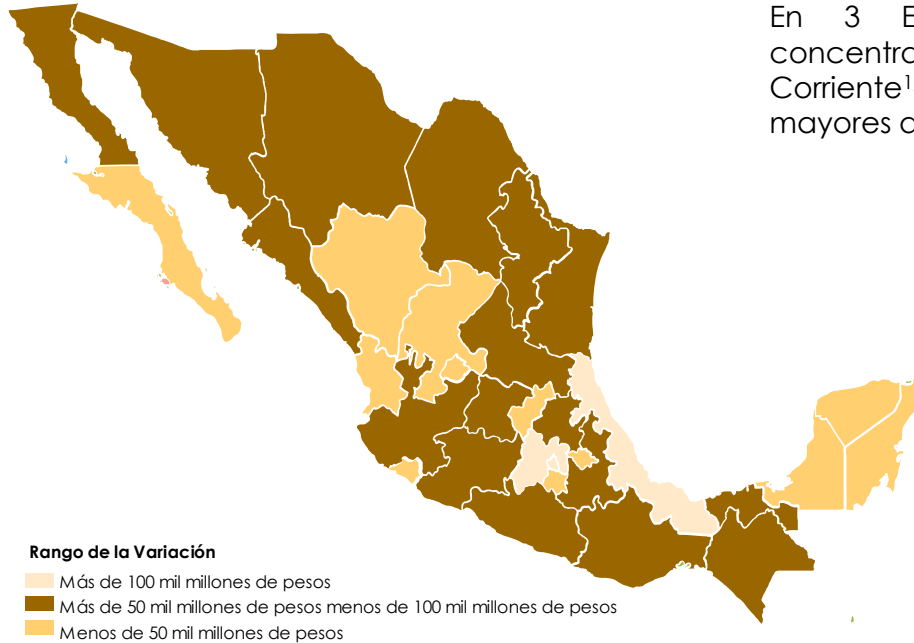 En 3 E
concentra
Corriente¹
mayores a
Rango de la Variación
Más de 100 mil millones de pesos
Más de 50 mil millones de pesos menos de 100 mil millones de pesos
Menos de 50 mil millones de pesos